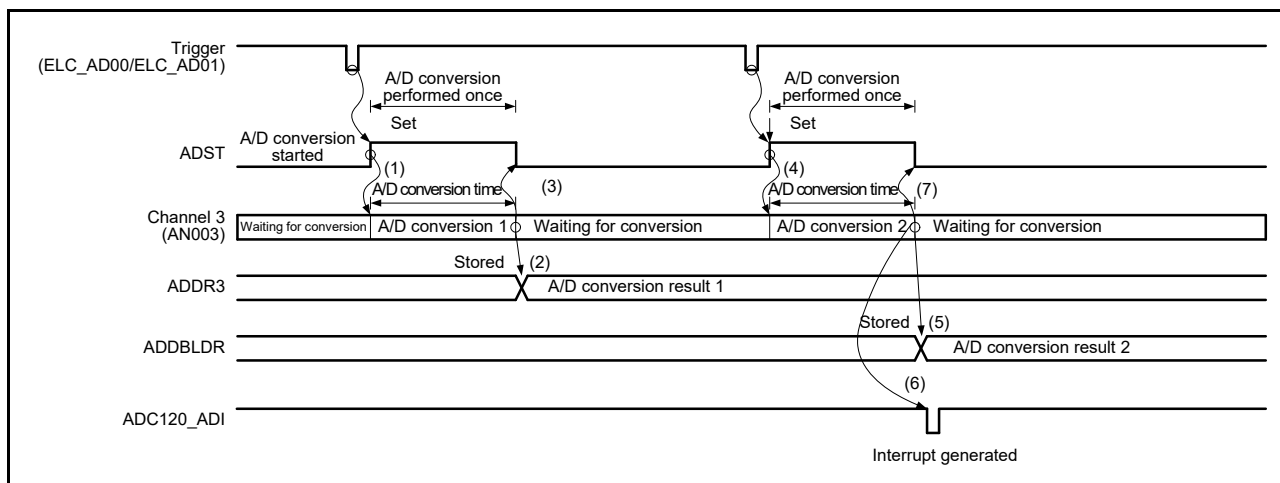 Trigger
(ELC_AD00/ELC_AD01)
A/D conversion
performed once
A/D conversion
performed once
Set
Set
A/D conversion
started
ADST
(1)
(3)
(4)
(7)
A/D conversion time
A/D conversion time
Channel 3
(AN003)
Waiting for conversion
A/D conversion 1
Waiting for conversion
A/D conversion 2
Waiting for conversion
Stored
(2)
ADDR3
A/D conversion result 1
Stored
(5)
ADDBLDR
A/D conversion result 2
(6)
ADC120_ADI
Interrupt generated